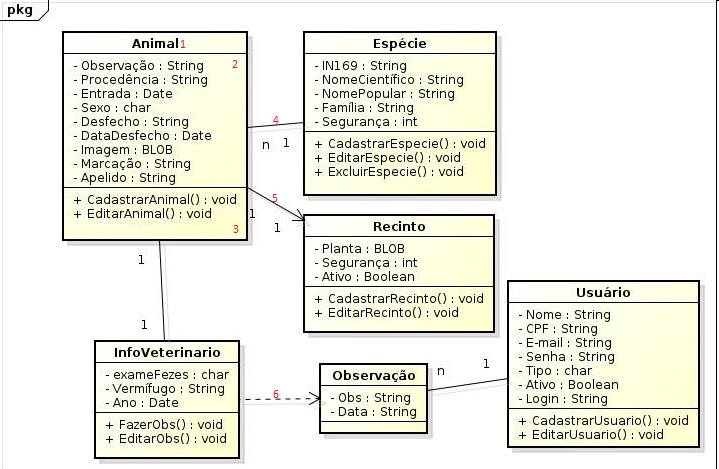 pkg
Animal1
- Observação : String 2
- Procedência : String
- Entrada : Date
- Sexo : char
- Desfecho : String
- DataDesfecho : Date
- Imagem : BLOB
- Marcação : String
- Apelido : String
+ CadastrarAnimal() : void
+ EditarAnimal() : void
3
4
n 1
Espécie
- IN169 : String
- NomeCientífico : String
- NomePopular : String
- Família : String
- Segurança : int
+ CadastrarEspecie() : void
+ EditarEspecie() : void
+ ExcluirEspecie() : void
5
1
1
Recinto
- Planta : BLOB
- Segurança : int
- Ativo : Boolean
+ CadastrarRecinto() : void
+ EditarRecinto() : void
1
1
InfoVeterinario
- exameFezes : char
- Vermífugo : String
- Ano : Date
+ FazerObs() : void
+ EditarObs() : void
6
Observação
- Obs : String
- Data : String
n 1
Usuário
- Nome : String
- CPF : String
- E-mail : String
- Senha : String
- Tipo : char
- Ativo : Boolean
- Login : String
+ CadastrarUsuario() : void
+ EditarUsuario() : void